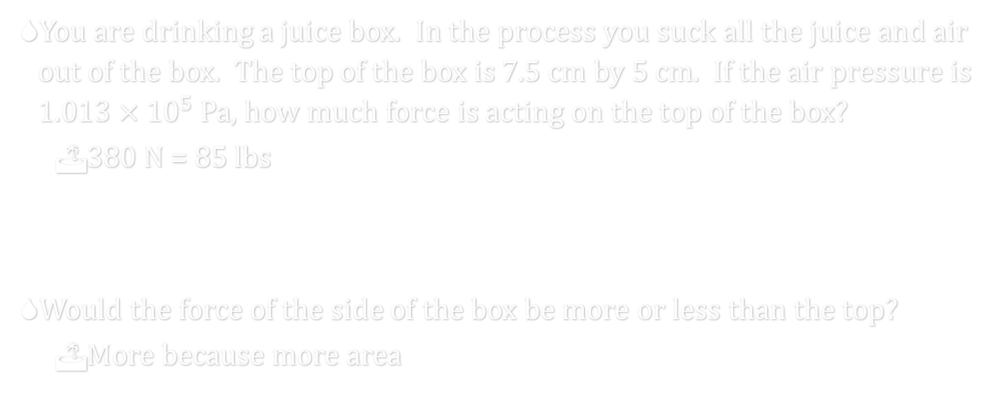 You are drinking a juice box. In the process you suck all the juice and air
out of the box. The top of the box is 7.5 cm by 5 cm. If the air pressure is
1.013 × 10⁵ Pa, how much force is acting on the top of the box?
380 N = 85 lbs
Would the force of the side of the box be more or less than the top?
More because more area